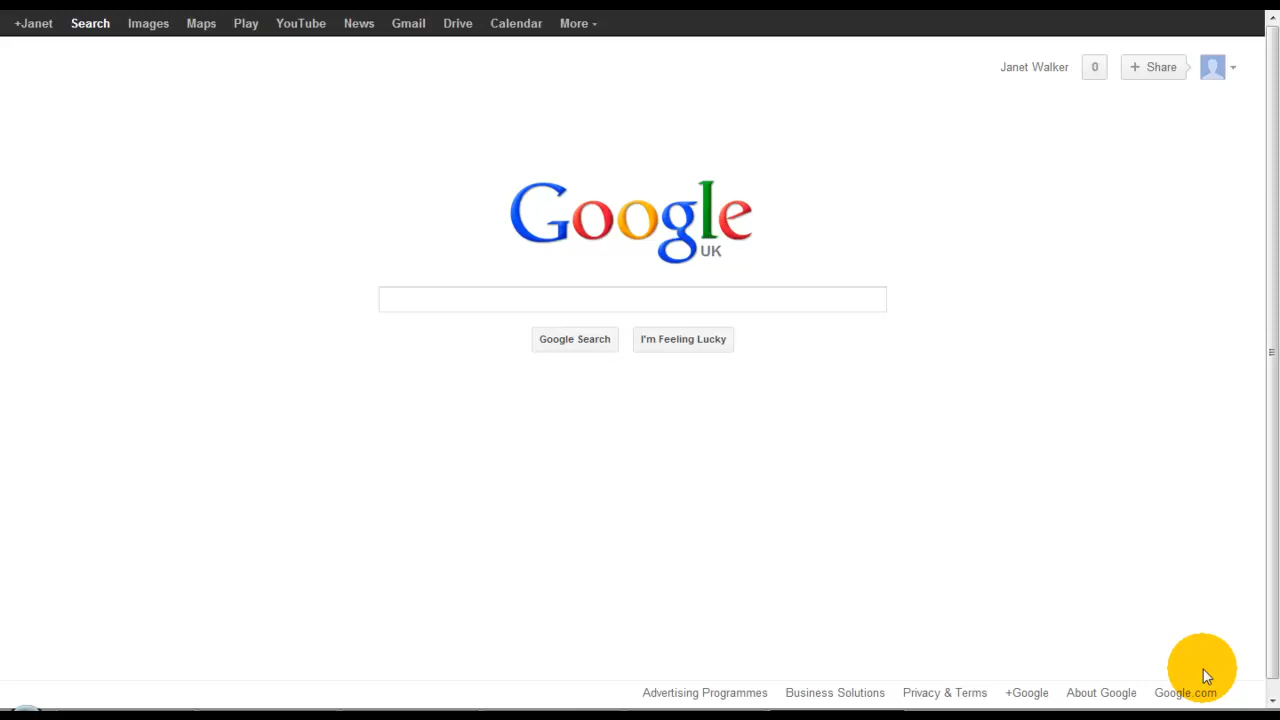 +Janet Search Images Maps Play YouTube News Gmail Drive Calendar More
Janet Walker 0 + Share
Google
UK
Google Search I'm Feeling Lucky
Advertising Programmes Business Solutions Privacy & Terms +Google About Google Google.com